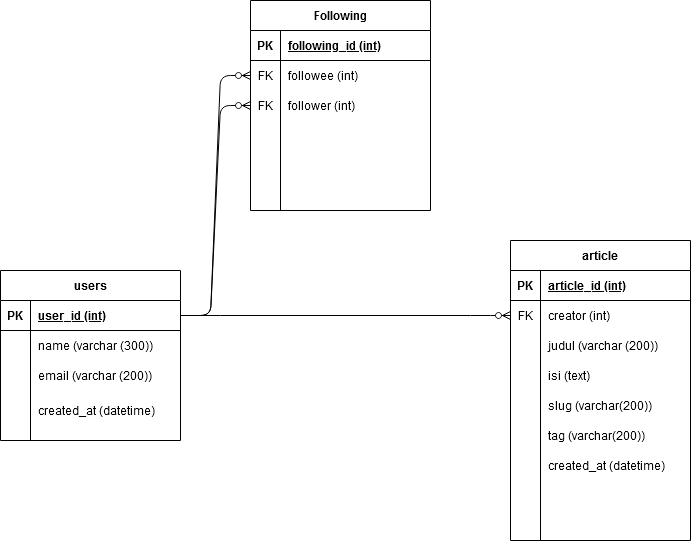 Following
PK following_id (int)
FK followee (int)
FK follower (int)
users
PK user_id (int)
name (varchar (300))
email (varchar (200))
created_at (datetime)
article
PK article_id (int)
FK creator (int)
judul (varchar (200))
isi (text)
slug (varchar(200))
tag (varchar(200))
created_at (datetime)